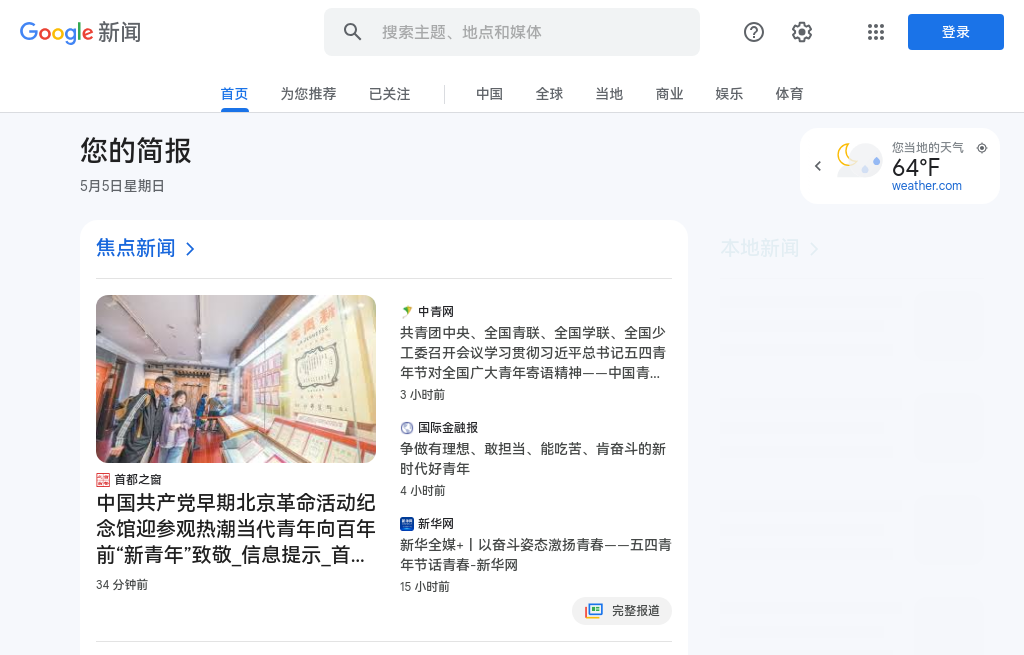 Google 新闻
搜索主题、地点和媒体
登录
首页
为您推荐
已关注
中国
全球
当地
商业
娱乐
体育
您的简报
5月5日星期日
您当地的天气
64°F
weather.com
焦点新闻
本地新闻
首都之窗
中国共产党早期北京革命活动纪
念馆迎参观热潮当代青年向百年
前“新青年”致敬_信息提示_首...
34 分钟前
中青网
共青团中央、全国青联、全国学联、全国少
工委召开会议学习贯彻习近平总书记五四青
年节对全国广大青年寄语精神——中国青...
3 小时前
国际金融报
争做有理想、敢担当、能吃苦、肯奋斗的新
时代好青年
4 小时前
新华网
新华全媒+丨以奋斗姿态激扬青春——五四青
年节话青春-新华网
15 小时前
完整报道